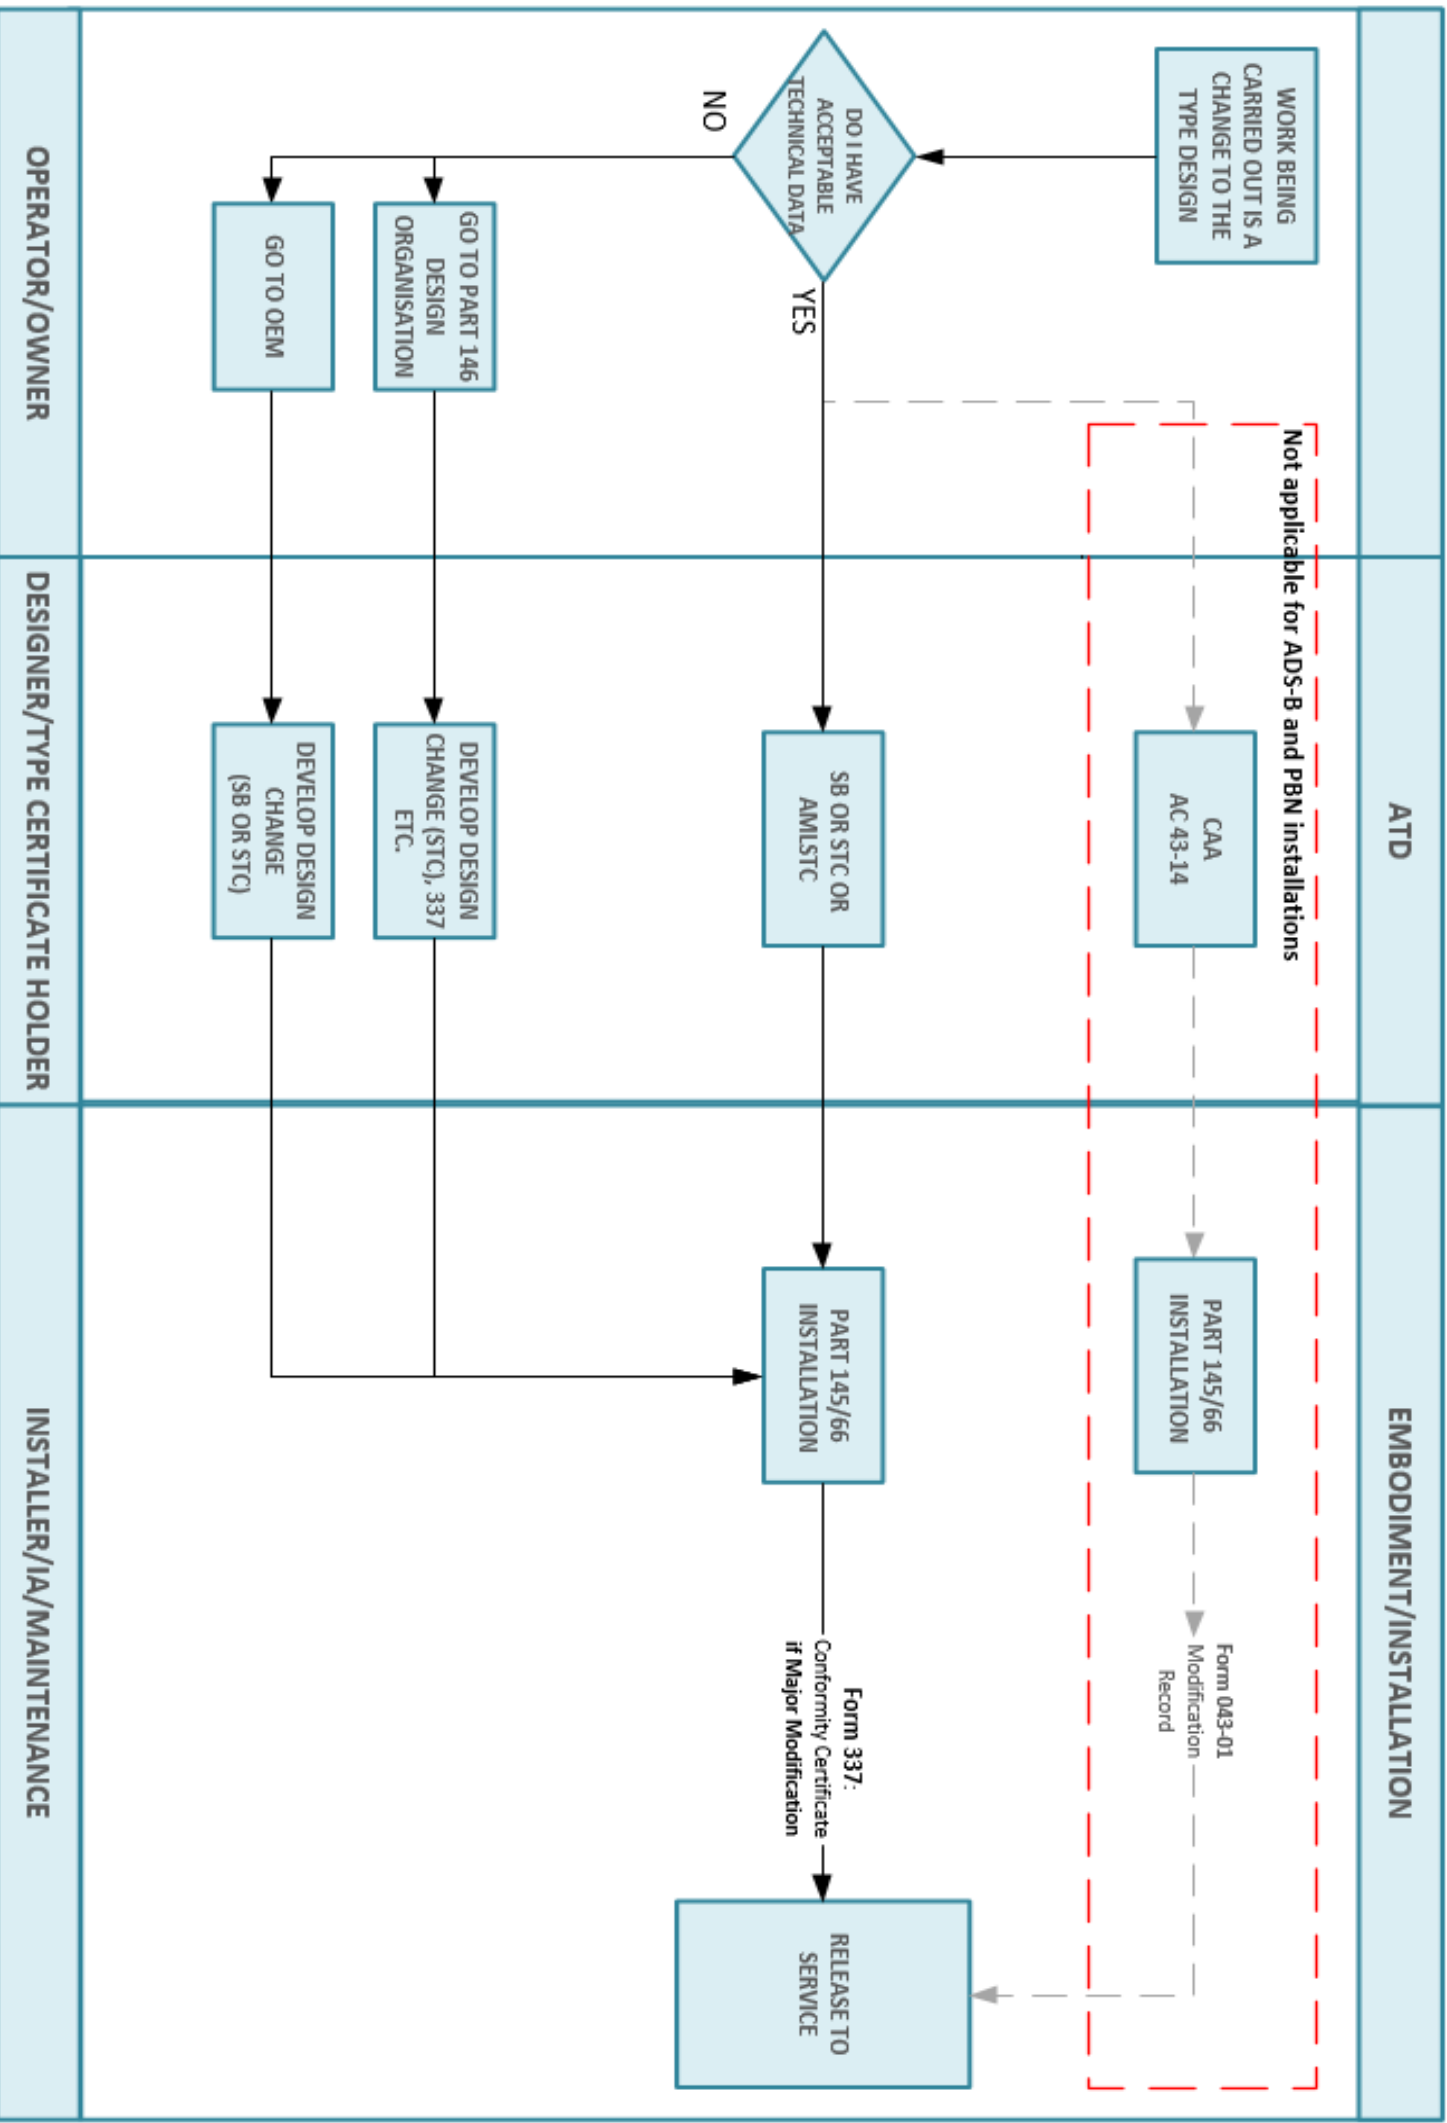 ATD
EMBODIMENT/INSTALLATION
WORK BEING
CARRIED OUT IS A
CHANGE TO THE
TYPE DESIGN
Not applicable for ADS-B and PBN installations
CAA
AC 43-14
PART 145/66
INSTALLATION
Form 043-01
Modification
Record
DO I HAVE
ACCEPTABLE
TECHNICAL DATA
YES
NO
SB OR STC OR
AMLSTC
PART 145/66
INSTALLATION
Form 337:
Conformity Certificate
if Major Modification
RELEASE TO
SERVICE
GO TO PART 146
DESIGN
ORGANISATION
DEVELOP DESIGN
CHANGE (STC), 337
ETC.
GO TO OEM
DEVELOP DESIGN
CHANGE
(SB OR STC)
OPERATOR/OWNER
DESIGNER/TYPE CERTIFICATE HOLDER
INSTALLER/IA/MAINTENANCE